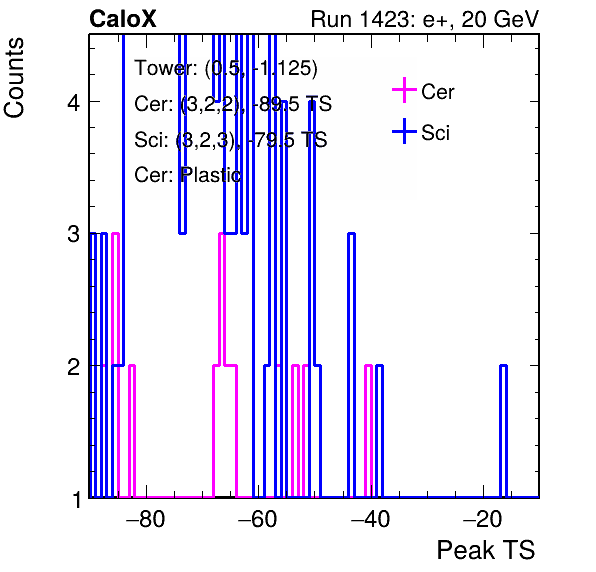 CaloX Run 1423: e+, 20 GeV
Counts
Tower: (0.5, -1.125)
Cer: (3,2,2), -89.5 TS
Sci: (3,2,3), -79.5 TS
Cer: Plastic
Cer
Sci
4
3
2
1
−80 −60 −40 −20
Peak TS